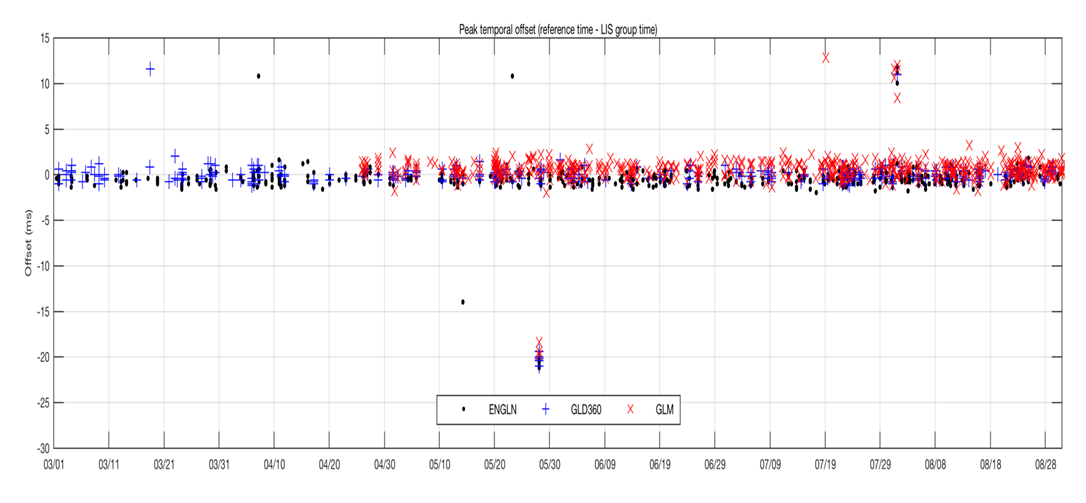 Peak temporal offset (reference time - LIS group time)
15
10
5
0
-5
-10
-15
-20
-25
-30
Offset (ms)
ENGLN GLD360 GLM
03/01 03/11 03/21 03/31 04/10 04/20 04/30 05/10 05/20 05/30 06/09 06/19 06/29 07/09 07/19 07/29 08/08 08/18 08/28